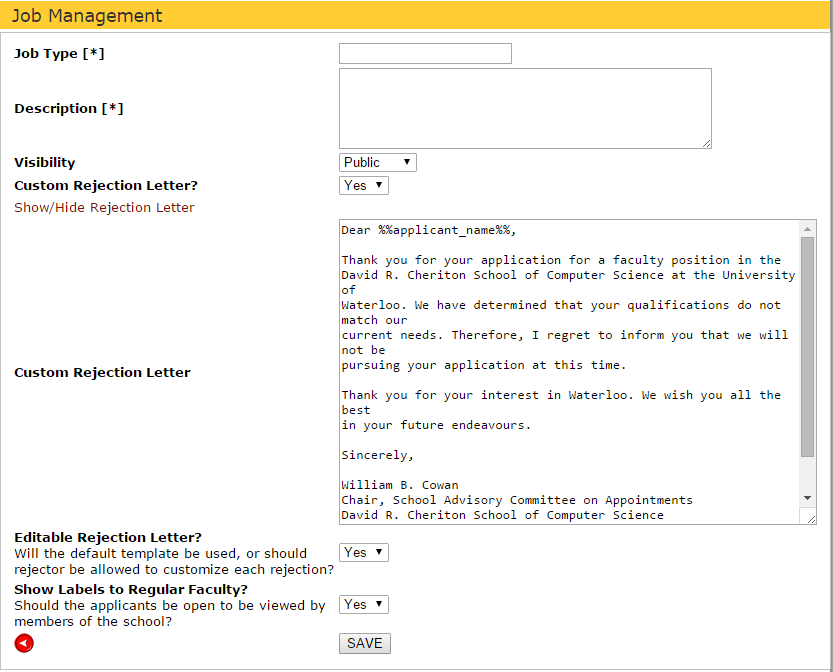 Job Management
Job Type [*]
Description [*]
Visibility
Public
Custom Rejection Letter?
Yes
Show/Hide Rejection Letter
Custom Rejection Letter
Dear %%applicant_name%%,
Thank you for your application for a faculty position in the
David R. Cheriton School of Computer Science at the University
of
Waterloo. We have determined that your qualifications do not
match our
current needs. Therefore, I regret to inform you that we will
not be
pursuing your application at this time.
Thank you for your interest in Waterloo. We wish you all the
best
in your future endeavours.
Sincerely,
William B. Cowan
Chair, School Advisory Committee on Appointments
David R. Cheriton School of Computer Science
Editable Rejection Letter?
Will the default template be used, or should
rejector be allowed to customize each rejection?
Yes
Show Labels to Regular Faculty?
Should the applicants be open to be viewed by
members of the school?
Yes
SAVE